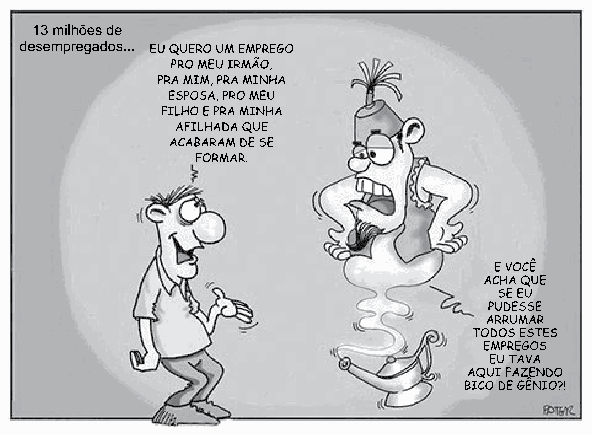 13 milhões de
desempregados...
EU QUERO UM EMPREGO
PRO MEU IRMÃO,
PRA MIM, PRA MINHA
ESPOSA, PRO MEU
FILHO E PRA MINHA
AFILHADA QUE
ACABARAM DE SE
FORMAR.
E VOCÊ
ACHA QUE
SE EU
PUDESSE
ARRUMAR
TODOS ESTES
EMPREGOS
EU TAVA
AQUI FAZENDO
BICO DE GÊNIO?!